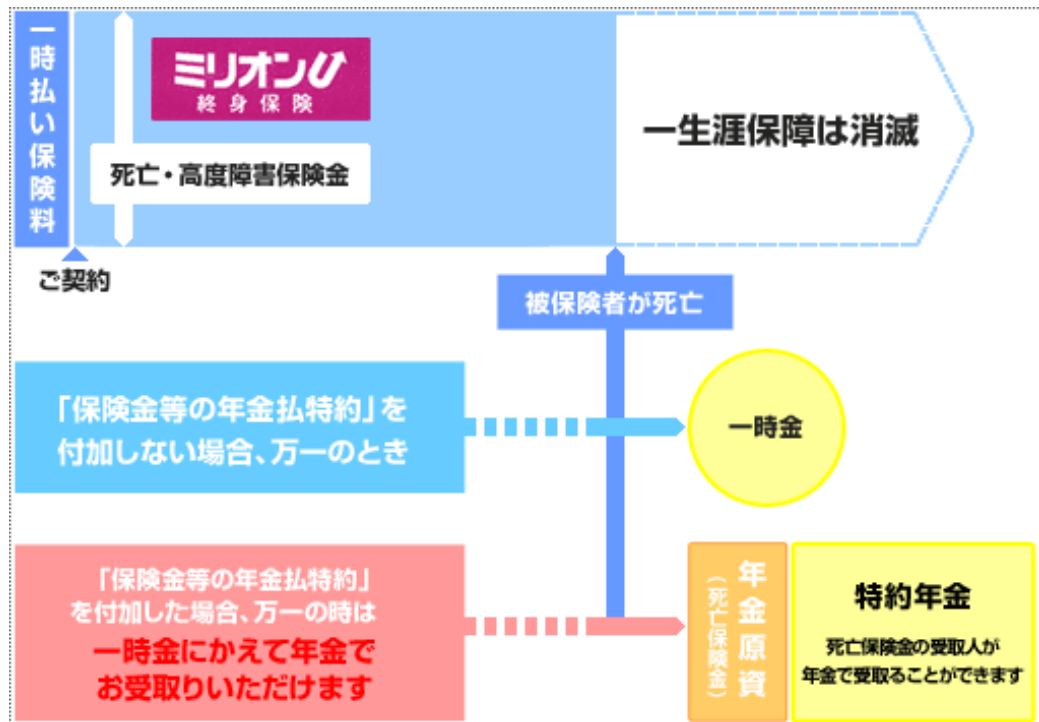 一時払い保険料
ミリオンU
終身保険
死亡・高度障害保険金
一生涯保障は消滅
ご契約
被保険者が死亡
「保険金等の年金払特約」を
付加しない場合、万一のとき
一時金
「保険金等の年金払特約」
を付加した場合、万一の時は
一時金にかえて年金で
お受取りいただけます
年金原資
（死亡保険金）
特約年金
死亡保険金の受取人が
年金で受取ることができます